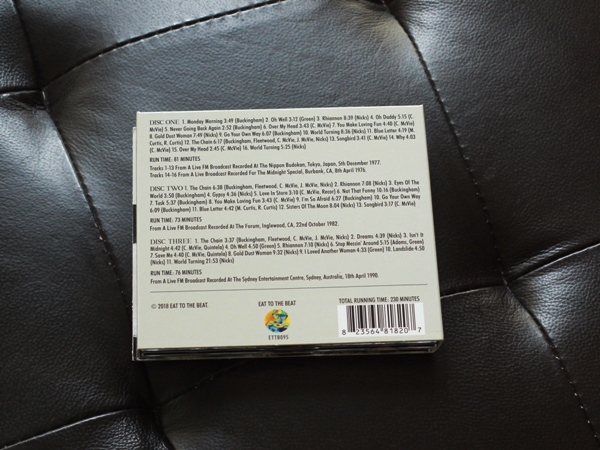 DISC ONE 1. Monday Morning 3:49 (Buckingham) 2. Oh Well 3:12 (Green) 3. Rhiannon 8:39 (Nicks) 4. Oh Daddy 5:15 (C.
McVie) 5. Never Going Back Again 2:52 (Buckingham) 6. Over My Head 3:43 (C. McVie) 7. You Make Loving Fun 4:40 (C. McVie)
8. Gold Dust Woman 7:49 (Nicks) 9. Go Your Own Way 6:07 (Buckingham) 10. World Turning 8:36 (Nicks) 11. Blue Letter 4:19 (M.
Curtis, R. Curtis) 12. The Chain 6:17 (Buckingham, Fleetwood, C. McVie, J. McVie, Nicks) 13. Songbird 3:41 (C. McVie) 14. Why 4:03
(C. McVie) 15. Over My Head 2:45 (C. McVie) 16. World Turning 5:25 (Nicks)
RUN TIME: 81 MINUTES
Tracks 1-13 From A Live FM Broadcast Recorded At The Nippon Budokan, Tokyo, Japan, 5th December 1977.
Tracks 14-16 From A Live FM Broadcast Recorded For The Midnight Special, Burbank, CA, 8th April 1976.
DISC TWO 1. The Chain 6:38 (Buckingham, Fleetwood, C. McVie, J. McVie, Nicks) 2. Rhiannon 7:08 (Nicks) 3. Eyes Of The
World 3:50 (Buckingham) 4. Gypsy 4:36 (Nicks) 5. Love In Store 3:10 (C. McVie, Recor) 6. Not That Funny 10:16 (Buckingham)
7. Tusk 5:37 (Buckingham) 8. You Make Loving Fun 3:43 (C. McVie) 9. I'm So Afraid 6:27 (Buckingham) 10. Go Your Own Way
6:09 (Buckingham) 11. Blue Letter 4:42 (M. Curtis, R. Curtis) 12. Sisters Of The Moon 8:04 (Nicks) 13. Songbird 3:17 (C. McVie)
RUN TIME: 73 MINUTES
From A Live FM Broadcast Recorded At The Forum, Inglewood, CA, 22nd October 1982.
DISC THREE 1. The Chain 3:37 (Buckingham, Fleetwood, C. McVie, J. McVie, Nicks) 2. Dreams 4:39 (Nicks) 3. Isn't It
Midnight 4:42 (C. McVie, Quintela) 4. Oh Well 4:50 (Green) 5. Rhiannon 7:10 (Nicks) 6. Stop Messin' Around 5:15 (Adams, Green)
7. Save Me 4:40 (C. McVie, Quintela) 8. Gold Dust Woman 9:32 (Nicks) 9. I Loved Another Woman 4:33 (Green) 10. Landslide 4:50
(Nicks) 11. World Turning 21:53 (Nicks)
RUN TIME: 76 MINUTES
From A Live FM Broadcast Recorded At The Sydney Entertainment Centre, Sydney, Australia, 10th April 1990.
© 2018 EAT TO THE BEAT.
EAT TO THE BEAT
ETTB095
TOTAL RUNNING TIME: 230 MINUTES
8 23564 81820 7